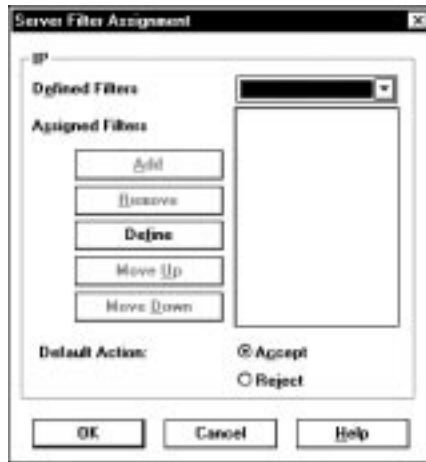 Server Filter Assignment
IP
Defined Filters
Assigned Filters
Add
Remove
Define
Move Up
Move Down
Default Action:
Accept
Reject
OK
Cancel
Help